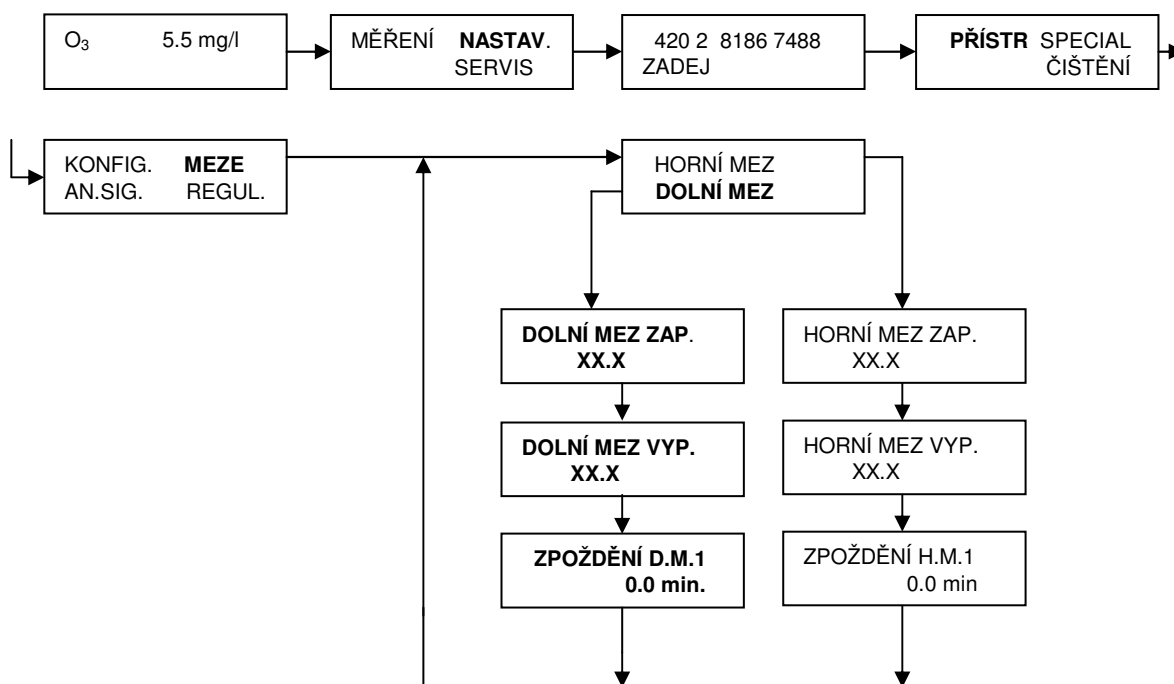 O₃ 5.5 mg/l
MĚŘENÍ NASTAV.
SERVIS
420 2 8186 7488
ZADEJ
PŘÍSTR SPECIAL
ČIŠTĚNÍ
KONFIG. MEZE
AN.SIG. REGUL.
HORNÍ MEZ
DOLNÍ MEZ
DOLNÍ MEZ ZAP.
XX.X
HORNÍ MEZ ZAP.
XX.X
DOLNÍ MEZ VYP.
XX.X
HORNÍ MEZ VYP.
XX.X
ZPOŽDĚNÍ D.M.1
0.0 min.
ZPOŽDĚNÍ H.M.1
0.0 min